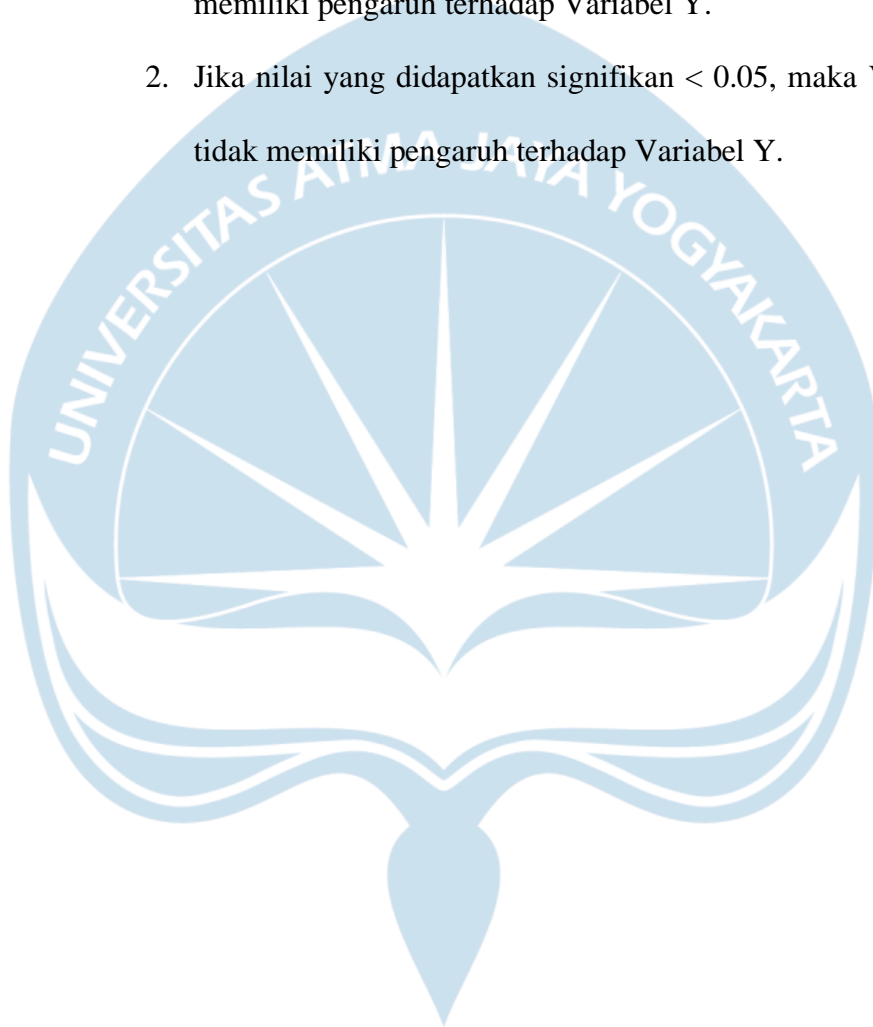 memiliki pengaruh terhadap Variabel Y.
2. Jika nilai yang didapatkan signifikan < 0.05, maka
tidak memiliki pengaruh terhadap Variabel Y.
UNIVERSITAS ATMA JAYA YOGYAKARTA